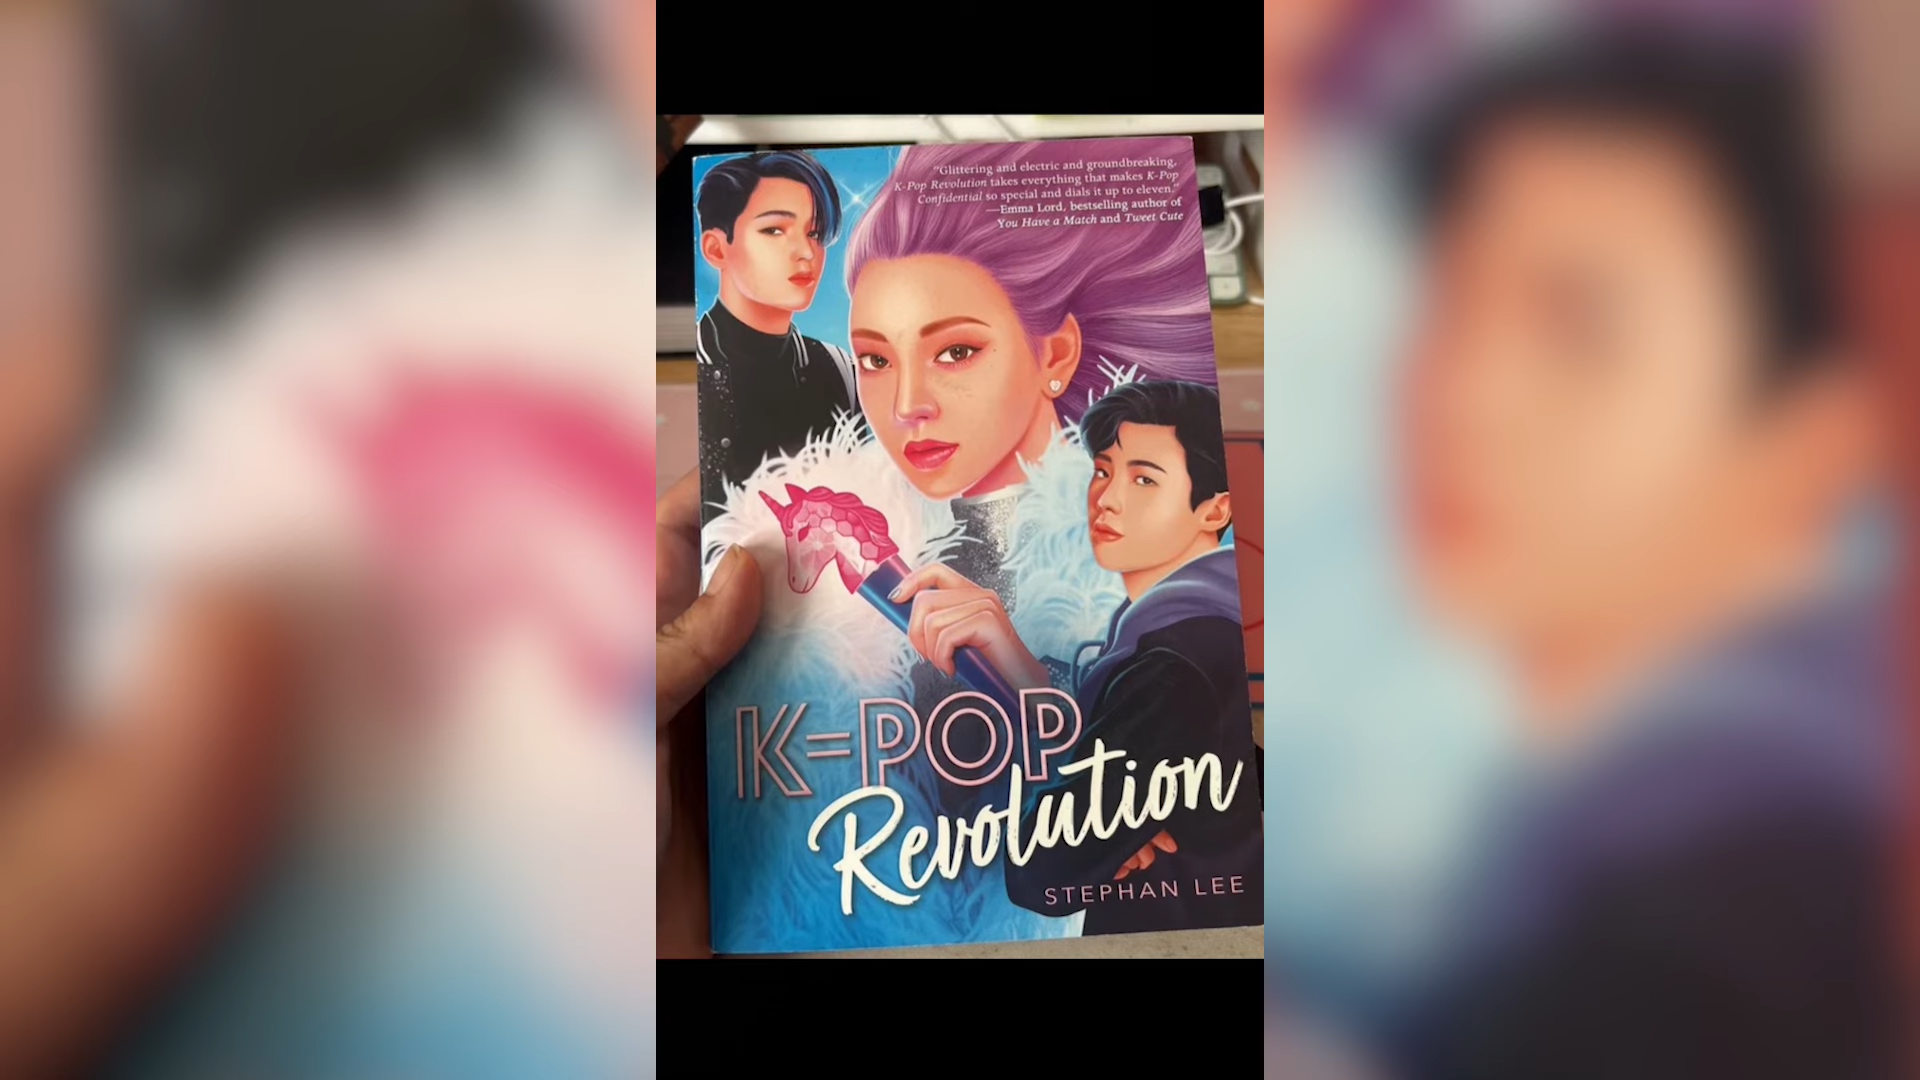 "Glittering and electric and groundbreaking,
K-Pop Revolution takes everything that makes K-Pop
Confidential so special and dials it up to eleven."
—Emma Lord, bestselling author of
You Have a Match and Tweet Cute
K-POP
Revolution
STEPHAN LEE